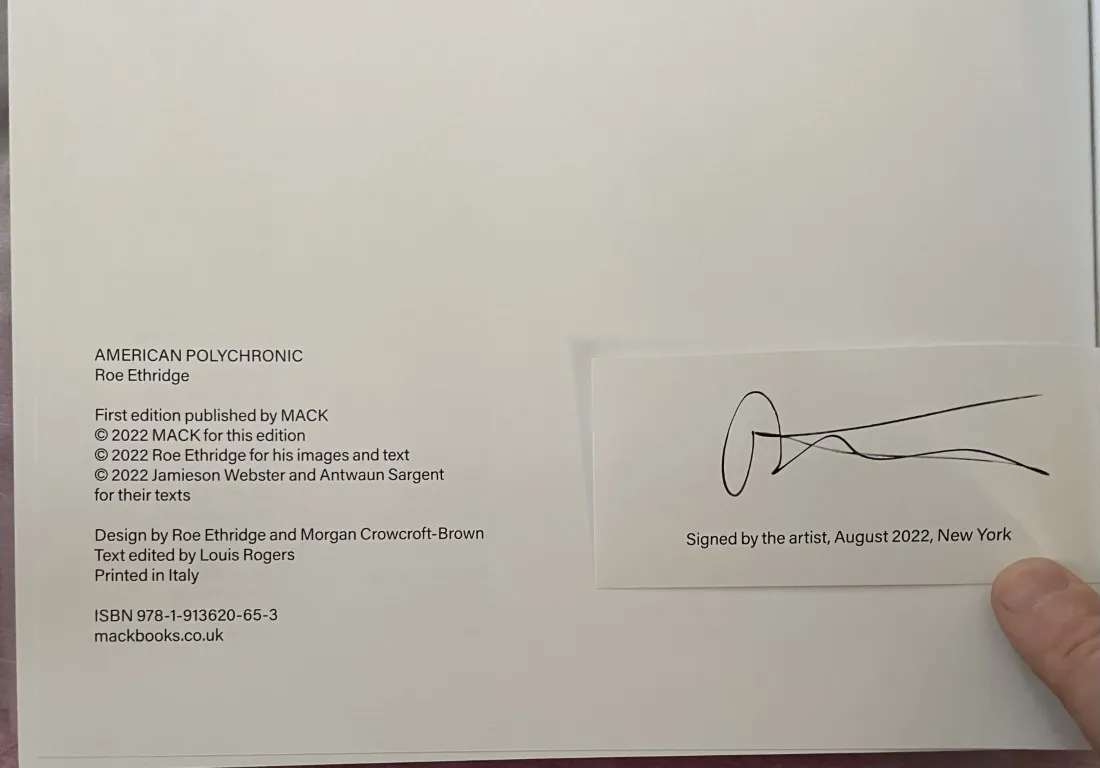 AMERICAN POLYCHRONIC
Roe Ethridge
First edition published by MACK
© 2022 MACK for this edition
© 2022 Roe Ethridge for his images and text
© 2022 Jamieson Webster and Antwaun Sargent
for their texts
Design by Roe Ethridge and Morgan Crowcroft-Brown
Text edited by Louis Rogers
Printed in Italy
ISBN 978-1-913620-65-3
mackbooks.co.uk
Signed by the artist, August 2022, New York